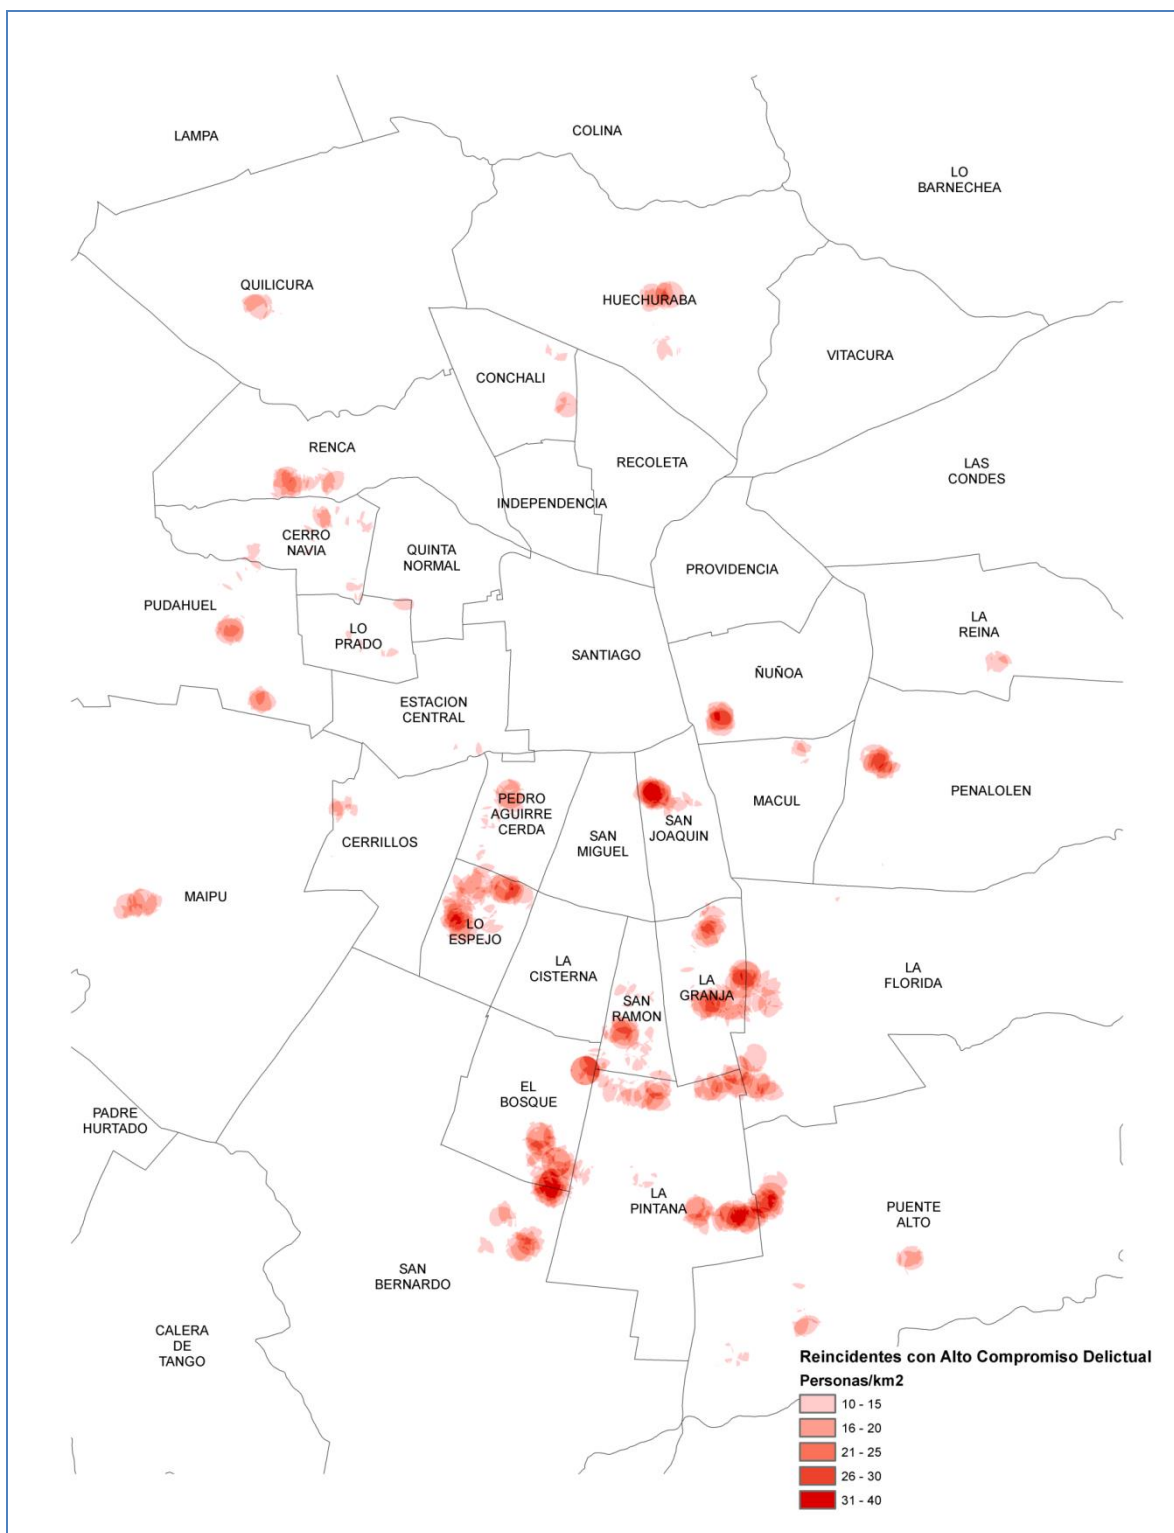 LAMPA
COLINA
LO
BARNECHEA
QUILICURA
HUECHURABA
VITACURA
CONCHALI
RENCA
RECOLETA
LAS
CONDES
INDEPENDENCIA
CERRO
NAVIA
QUINTA
NORMAL
PROVIDENCIA
PUDAHUEL
LO
PRADO
LA
REINA
SANTIAGO
ÑUÑOA
ESTACION
CENTRAL
PEDRO
AGUIRRE
CERDA
SAN
MIGUEL
SAN
JOAQUIN
MACUL
PENALOLEN
CERRILLOS
MAIPU
LO
ESPEJO
LA
CISTERNA
SAN
RAMON
LA
GRANJA
LA
FLORIDA
EL
BOSQUE
PADRE
HURTADO
LA
PINTANA
PUENTE
ALTO
SAN
BERNARDO
CALERA
DE
TANGO
Reincidentes con Alto Compromiso Delictual
Personas/km2
10 - 15
16 - 20
21 - 25
26 - 30
31 - 40